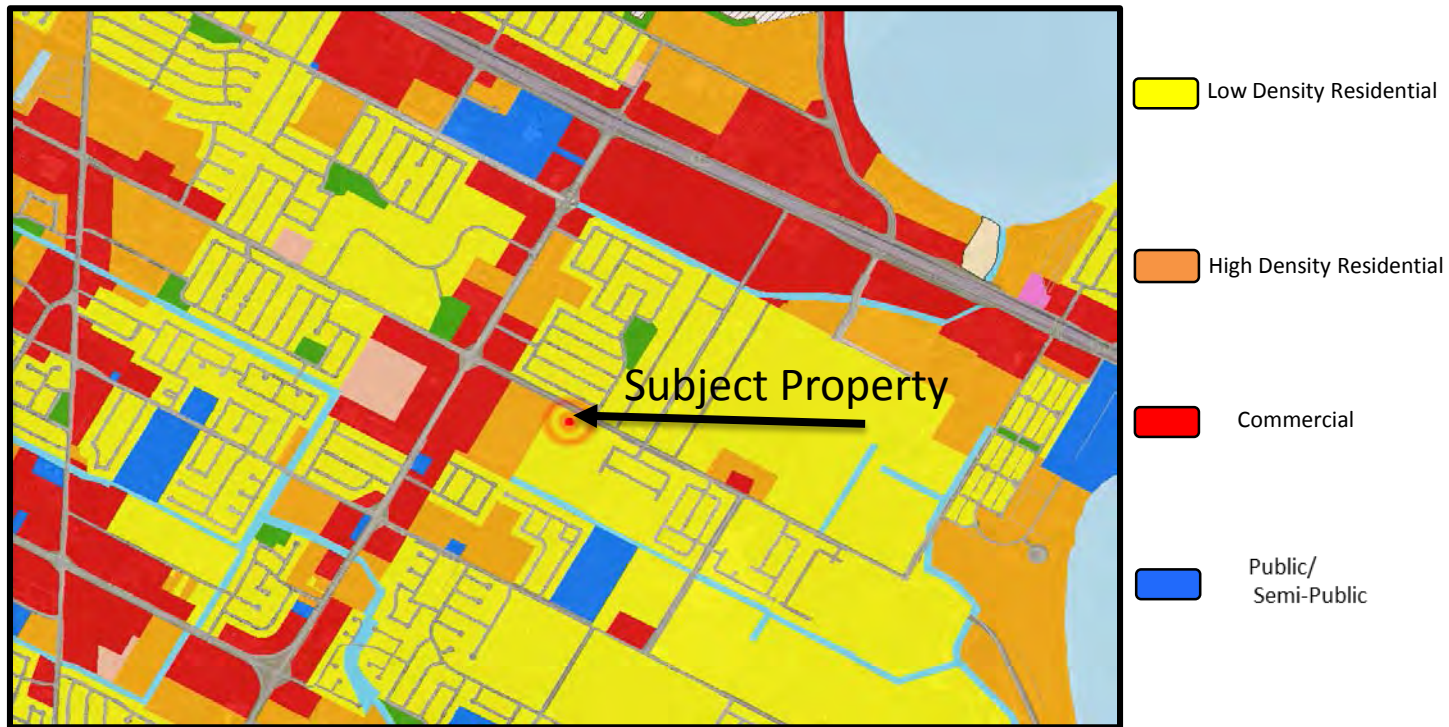 Low Density Residential
High Density Residential
Subject Property
Commercial
Public/
Semi-Public